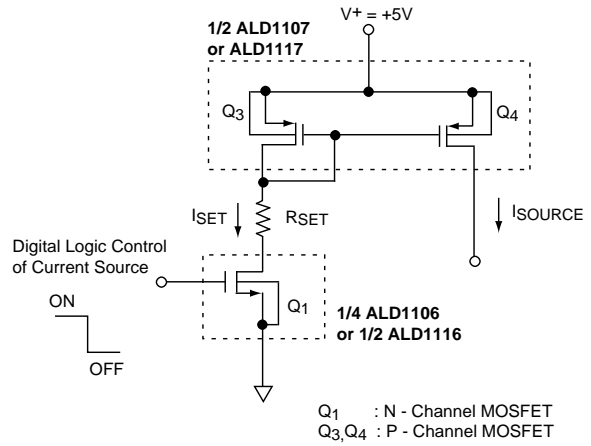 1/2 ALD1107
or ALD1117
V+ = +5V
Q3
Q4
ISET
RSET
ISOURCE
Digital Logic Control
of Current Source
ON
OFF
Q1
1/4 ALD1106
or 1/2 ALD1116
Q1 : N - Channel MOSFET
Q3,Q4 : P - Channel MOSFET